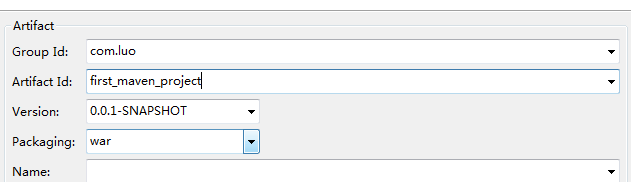 Artifact
Group Id: com.luo
Artifact Id: first_maven_project
Version: 0.0.1-SNAPSHOT
Packaging: war
Name: